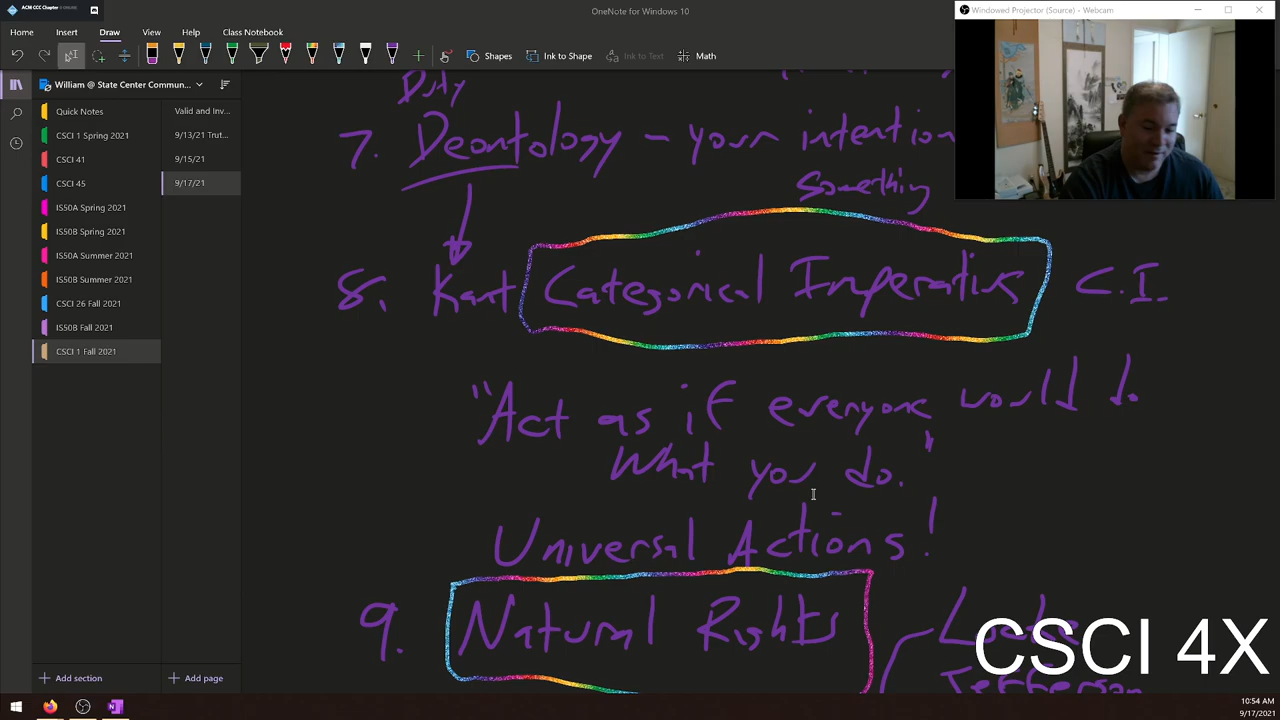 ACM CCC Chapter
OneNote for Windows 10
Windowed Projector (Source) - Webcam
Home Insert Draw View Help Class Notebook
Shapes Ink to Shape Ink to Text Math
William @ State Center Commun...
Quick Notes
CSCI 1 Spring 2021
CSCI 41
CSCI 45
IS50A Spring 2021
IS50B Spring 2021
IS50A Summer 2021
IS50B Summer 2021
CSCI 26 Fall 2021
IS50B Fall 2021
CSCI 1 Fall 2021
Valid and Inv...
9/13/21 Trut...
9/15/21
9/17/21
Duty
7. Deontology - your intention
something
8. Kant Categorical Imperative C.I.
"Act as if everyone would do
What you do."
Universal Actions!
9. Natural Rights
Locke
Jefferson
CSCI 4X
Add section
Add page
10:54 AM
9/17/2021